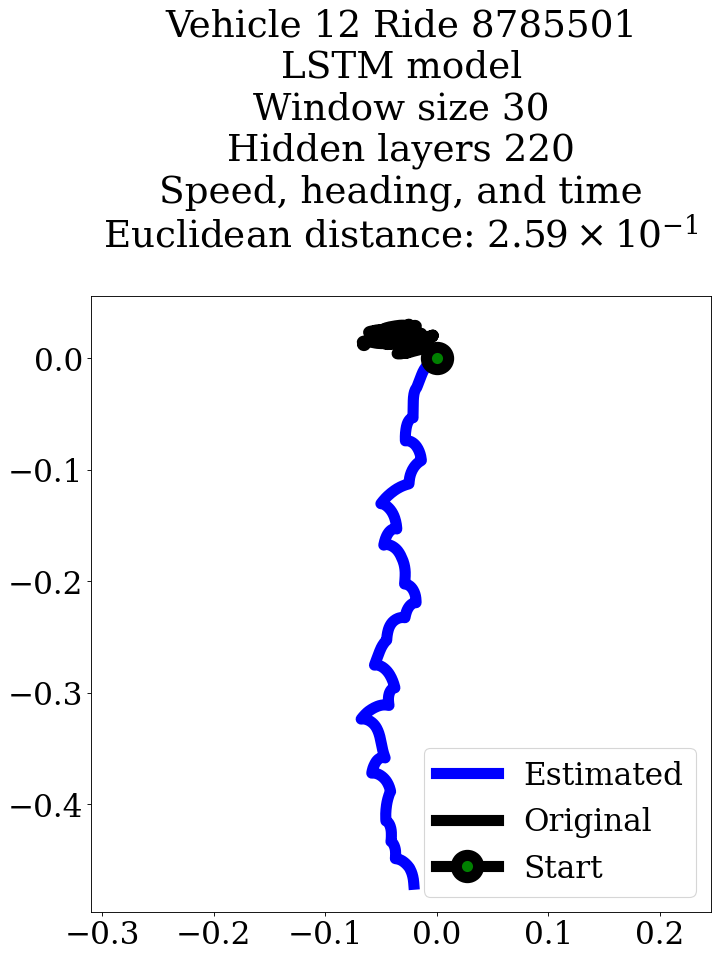 Vehicle 12 Ride 8785501
LSTM model
Window size 30
Hidden layers 220
Speed, heading, and time
Euclidean distance: 2.59 × 10⁻¹
0.0
−0.1
−0.2
−0.3
−0.4
Estimated
Original
Start
−0.3 −0.2 −0.1 0.0 0.1 0.2